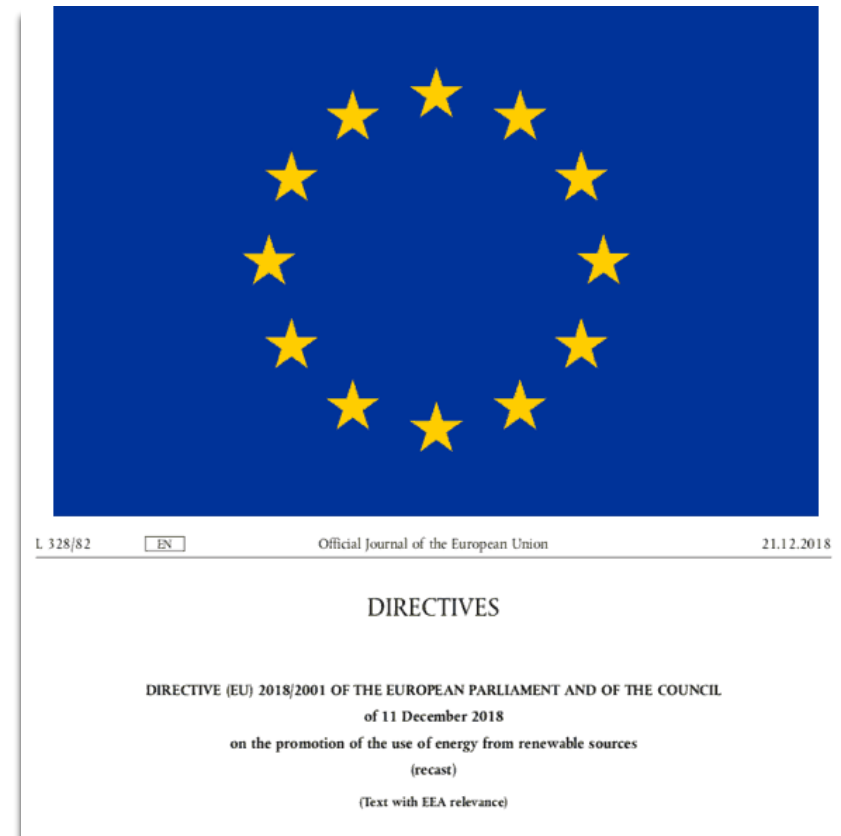 L 328/82 EN Official Journal of the European Union 21.12.2018
DIRECTIVES
DIRECTIVE (EU) 2018/2001 OF THE EUROPEAN PARLIAMENT AND OF THE COUNCIL
of 11 December 2018
on the promotion of the use of energy from renewable sources
(recast)
(Text with EEA relevance)